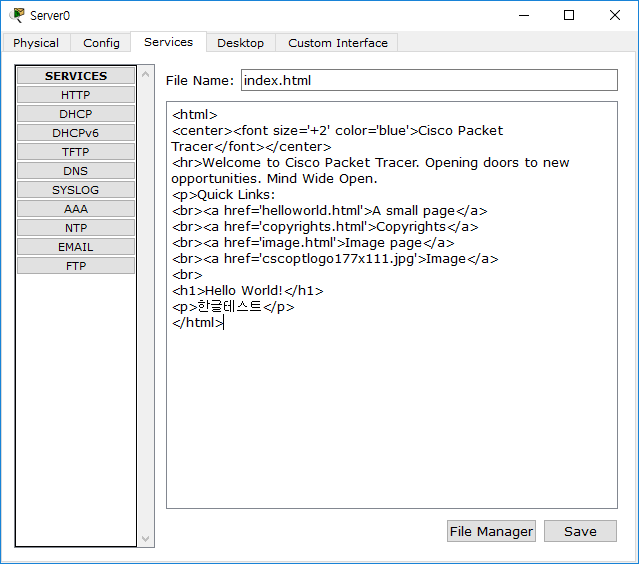 Server0
Physical Config Services Desktop Custom Interface
SERVICES
HTTP
DHCP
DHCPv6
TFTP
DNS
SYSLOG
AAA
NTP
EMAIL
FTP
File Name: index.html
<html>
<center><font size='+2' color='blue'>Cisco Packet
Tracer</font></center>
<hr>Welcome to Cisco Packet Tracer. Opening doors to new
opportunities. Mind Wide Open.
<p>Quick Links:
<br><a href='helloworld.html'>A small page</a>
<br><a href='copyrights.html'>Copyrights</a>
<br><a href='image.html'>Image page</a>
<br><a href='cscoptlogo177x111.jpg'>Image</a>
<br>
<h1>Hello World!</h1>
<p>한글테스트</p>
</html>
File Manager Save